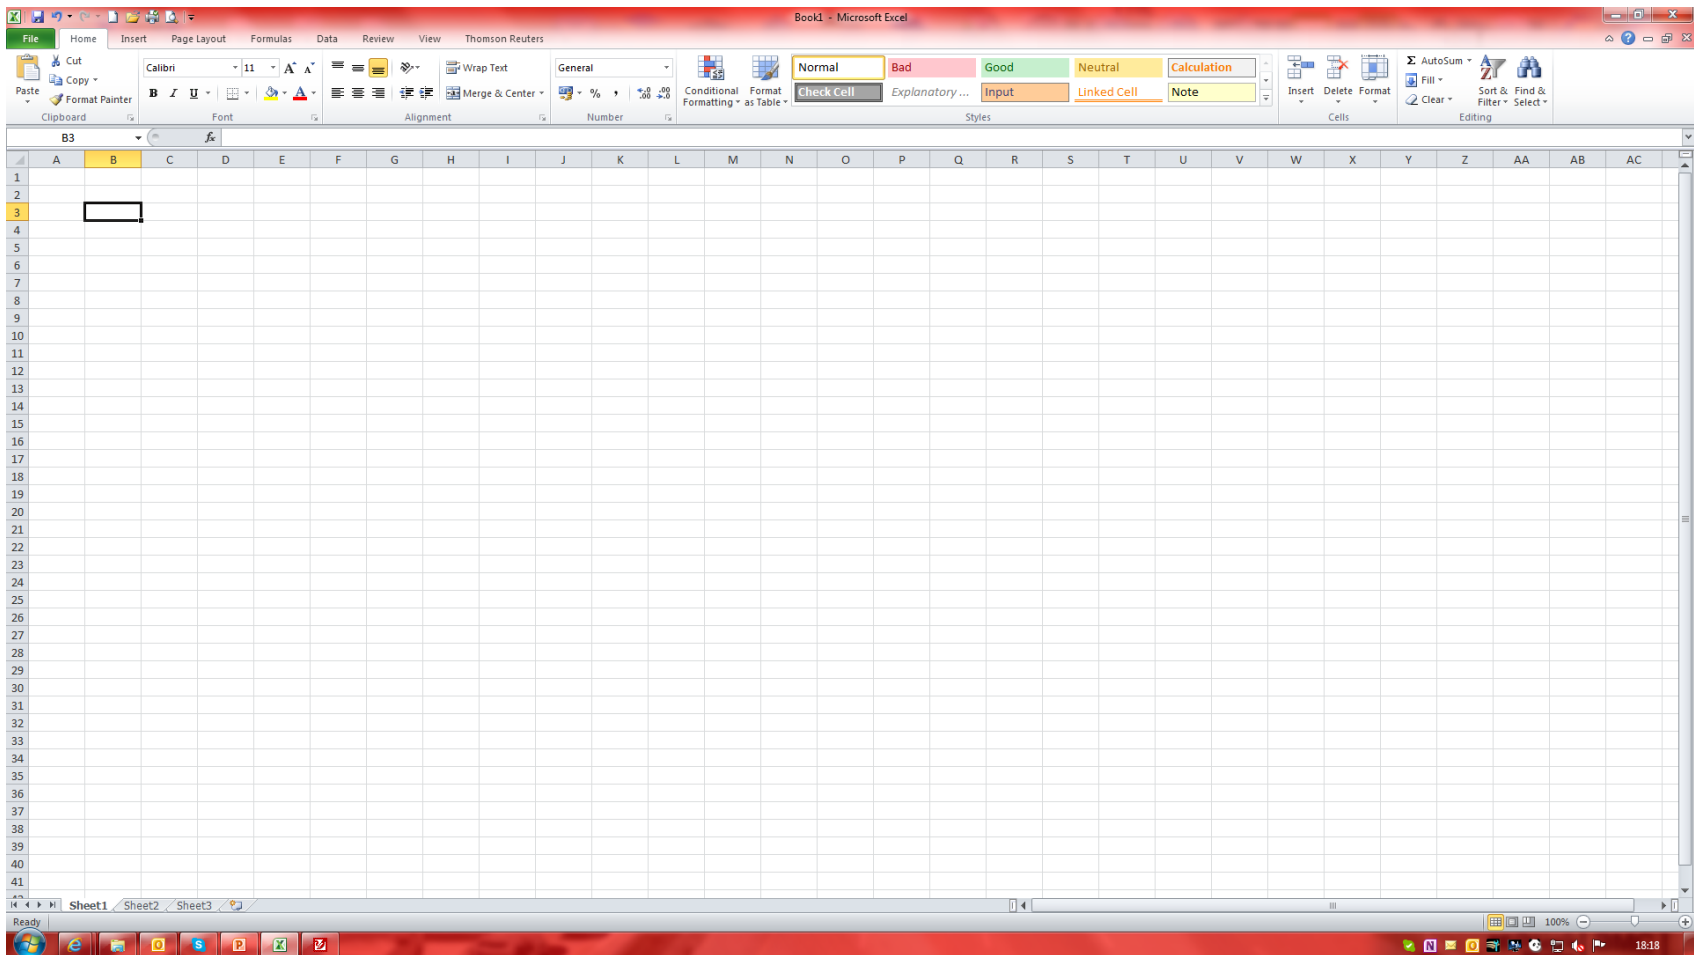 Book1 - Microsoft Excel
File Home Insert Page Layout Formulas Data Review View Thomson Reuters
Paste
Cut
Copy
Format Painter
Clipboard
Calibri 11
B I U
Font
Wrap Text
Merge & Center
Alignment
General
%
Number
Conditional Formatting
Format as Table
Normal Bad Good Neutral Calculation
Check Cell Explanatory ... Input Linked Cell Note
Styles
Insert Delete Format
Cells
Σ AutoSum
Fill
Clear
Sort & Filter
Find & Select
Editing
B3 fx
A B C D E F G H I J K L M N O P Q R S T U V W X Y Z AA AB AC
1
2
3
4
5
6
7
8
9
10
11
12
13
14
15
16
17
18
19
20
21
22
23
24
25
26
27
28
29
30
31
32
33
34
35
36
37
38
39
40
41
Sheet1 Sheet2 Sheet3
Ready 100%
18:18